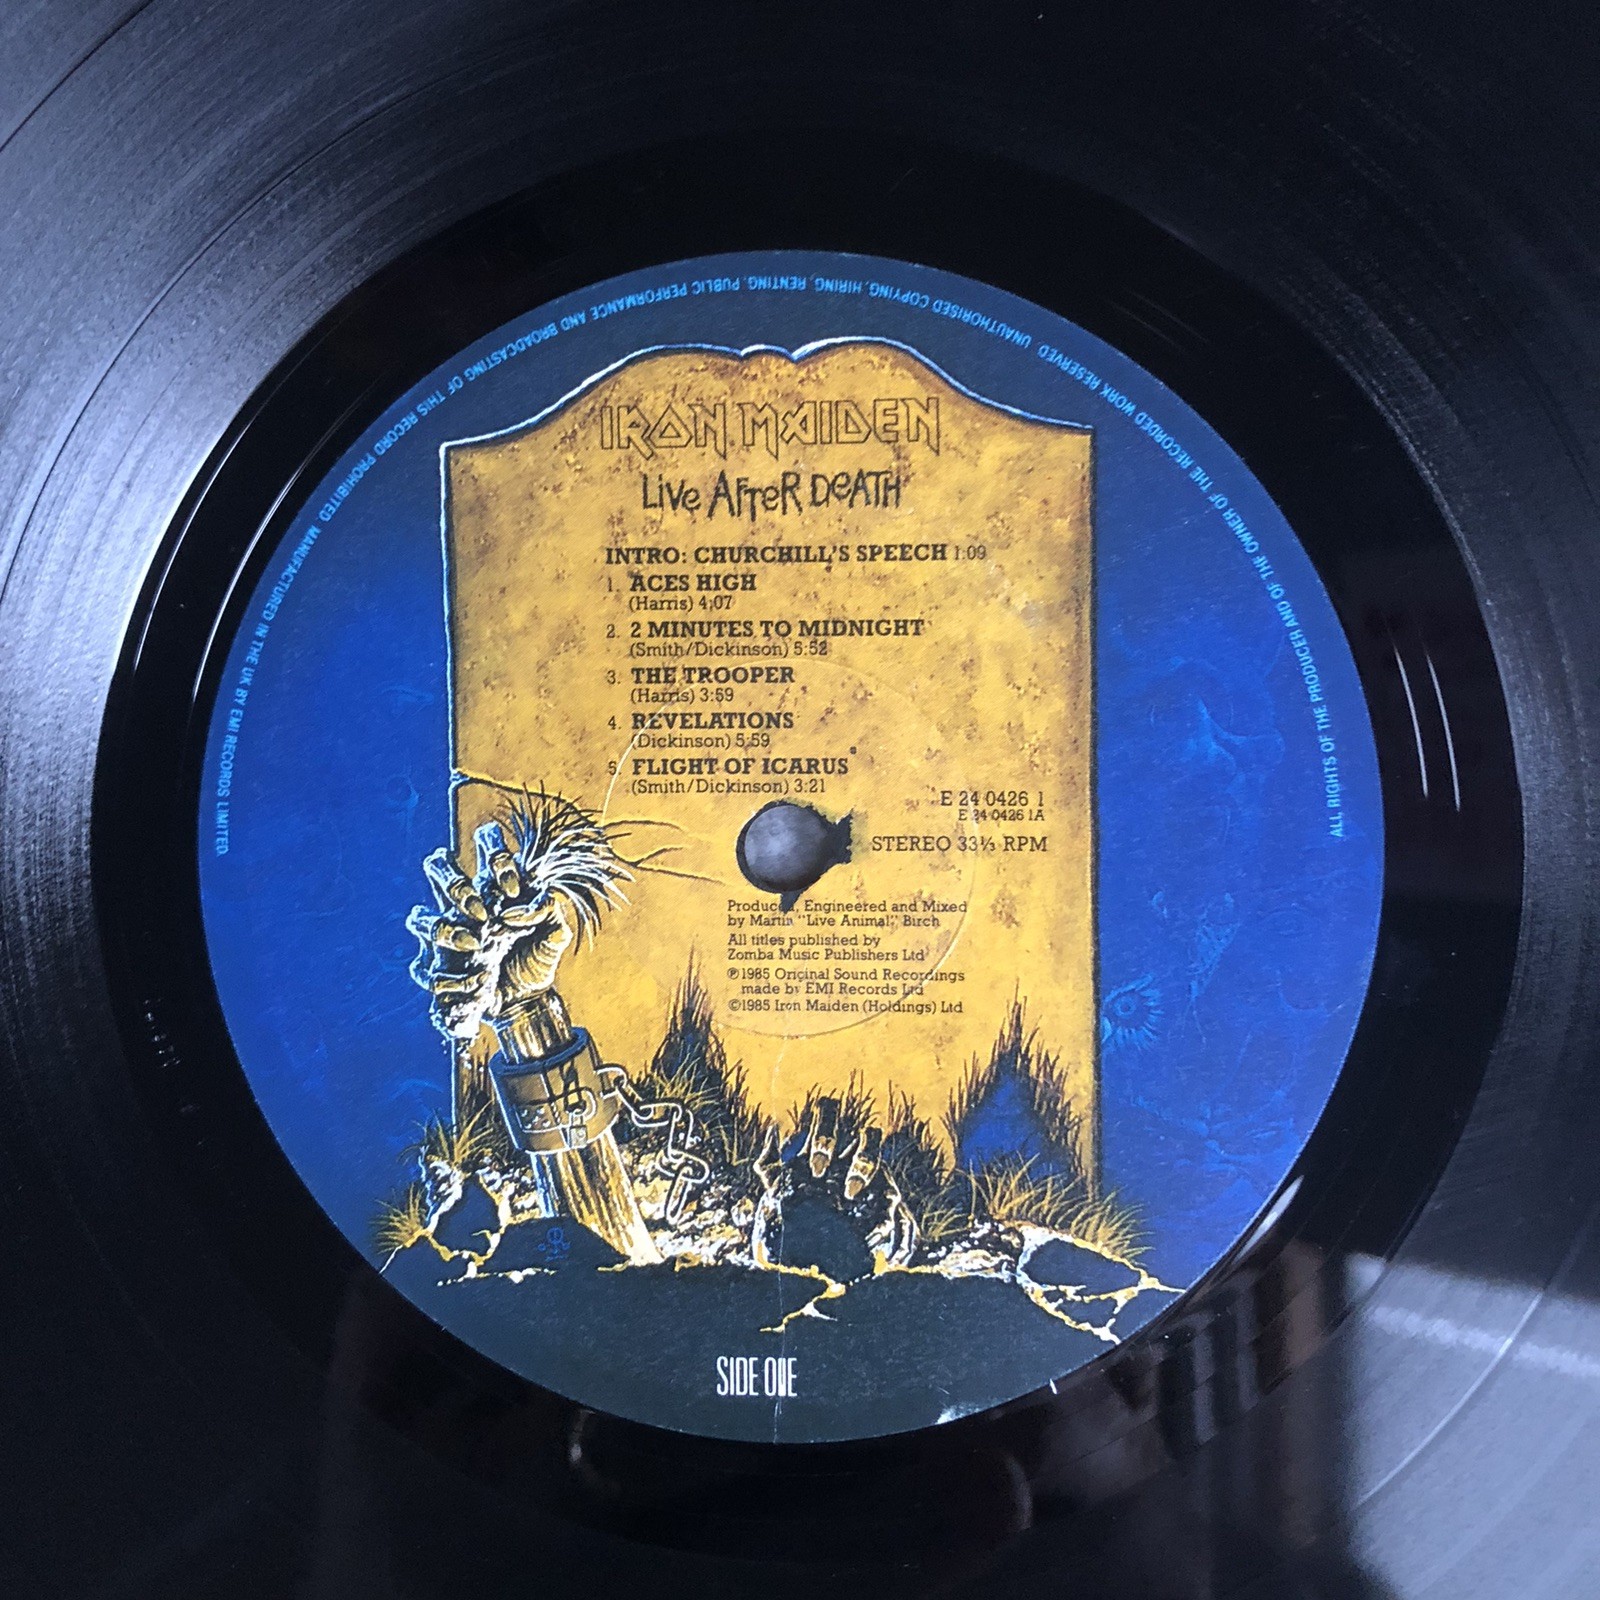 IRON MAIDEN
LiVe AFTeR DeATH
INTRO: CHURCHILL'S SPEECH 1:09
1. ACES HIGH
(Harris) 4:07
2. 2 MINUTES TO MIDNIGHT
(Smith/Dickinson) 5:52
3. THE TROOPER
(Harris) 3:59
4. REVELATIONS
(Dickinson) 5:59
5. FLIGHT OF ICARUS
(Smith/Dickinson) 3:21
E 24 0426 1
E 24 0426 1A
STEREO 33⅓ RPM
Produced, Engineered and Mixed
by Martin "Live Animal" Birch
All titles published by
Zomba Music Publishers Ltd
℗1985 Original Sound Recordings
made by EMI Records Ltd
©1985 Iron Maiden (Holdings) Ltd
SIDE ONE
ALL RIGHTS OF THE PRODUCER AND OF THE OWNER OF THE RECORDED WORK RESERVED. UNAUTHORISED COPYING, HIRING, RENTING, PUBLIC PERFORMANCE AND BROADCASTING OF THIS RECORD PROHIBITED. MANUFACTURED IN THE UK BY EMI RECORDS LIMITED.